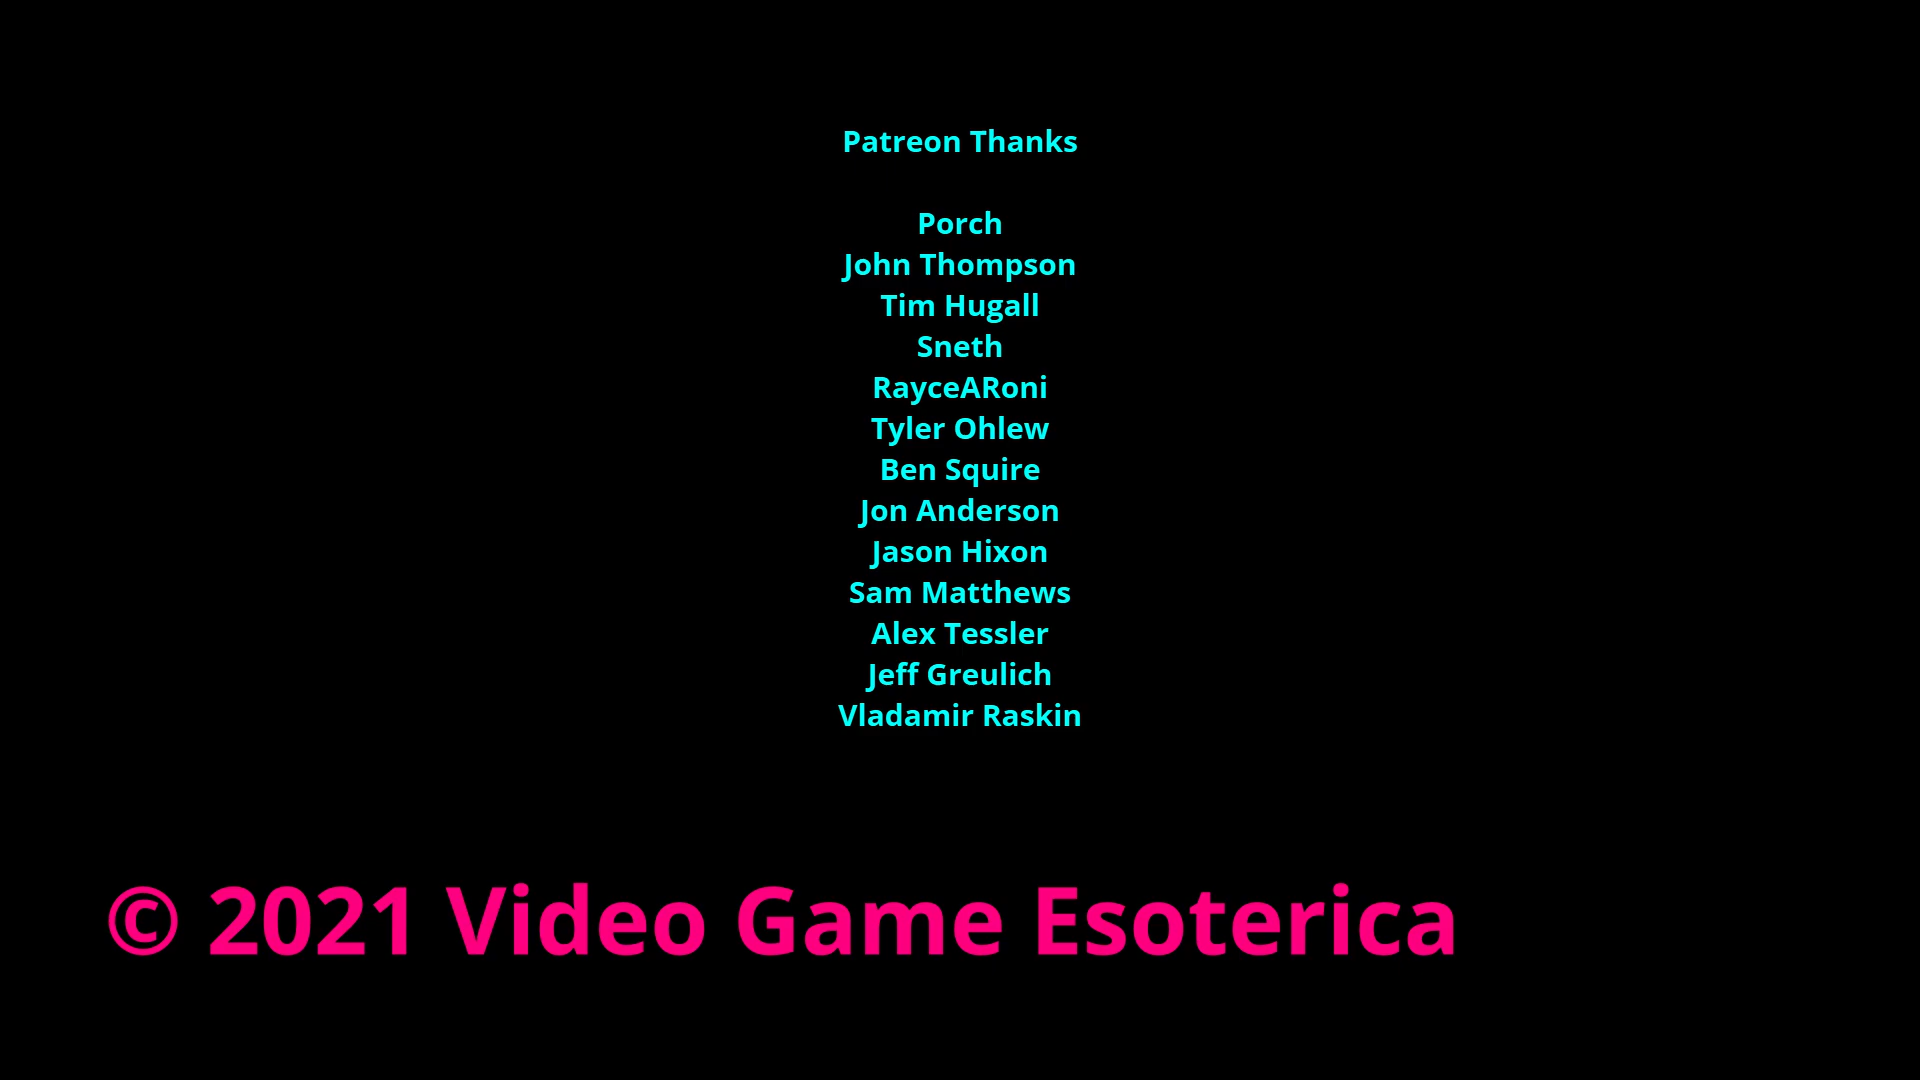 Patreon Thanks
Porch
John Thompson
Tim Hugall
Sneth
RayceARoni
Tyler Ohlew
Ben Squire
Jon Anderson
Jason Hixon
Sam Matthews
Alex Tessler
Jeff Greulich
Vladamir Raskin
© 2021 Video Game Esoterica